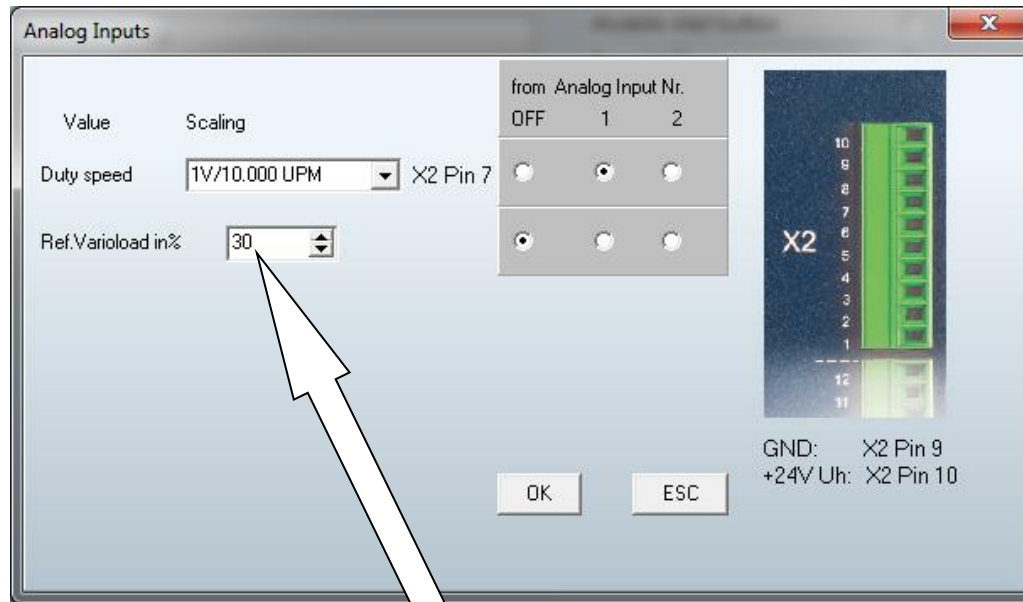 Analog Inputs
x
from Analog Input Nr.
Value Scaling OFF 1 2
Duty speed 1V/10.000 UPM X2 Pin 7
Ref.Varioload in% 30
10
9
8
7
X2 6
5
4
3
2
1
12
11
GND: X2 Pin 9
+24V Uh: X2 Pin 10
OK ESC